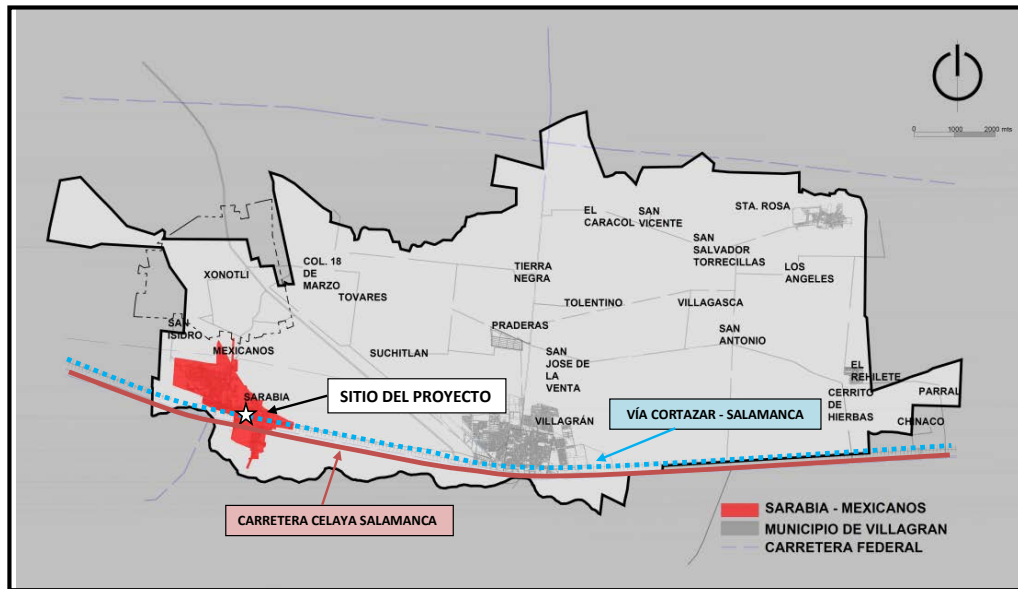 0 1000 2000 mts
EL
CARACOL
SAN
VICENTE
STA. ROSA
SAN
SALVADOR
TORRECILLAS
LOS
ANGELES
XONOTLI
COL. 18
DE
MARZO
TOVARES
TIERRA
NEGRA
TOLENTINO
VILLAGASCA
SAN
ISIDRO
MEXICANOS
SUCHITLAN
PRADERAS
SAN
JOSE DE
LA
VENTA
SAN
ANTONIO
EL
REHILETE
SARABIA
SITIO DEL PROYECTO
CERRITO
DE
HIERBAS
PARRAL
CHINACO
VILLAGRÁN
VÍA CORTAZAR - SALAMANCA
CARRETERA CELAYA SALAMANCA
SARABIA - MEXICANOS
MUNICIPIO DE VILLAGRAN
CARRETERA FEDERAL